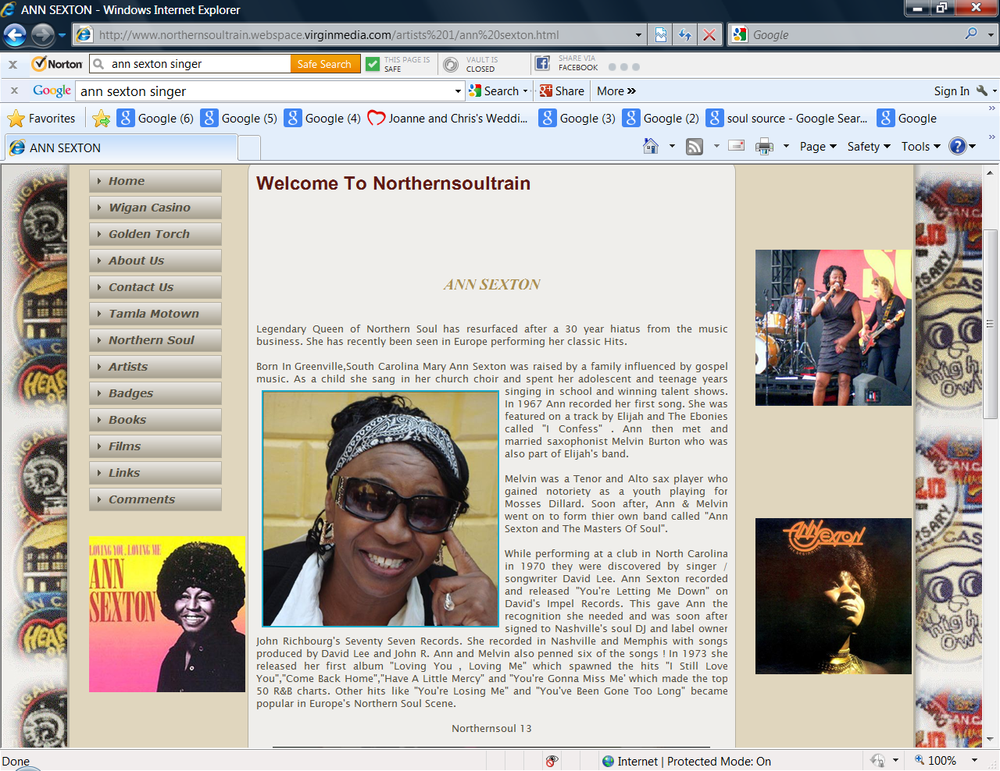 ANN SEXTON - Windows Internet Explorer
http://www.northernsoultrain.webspace.virginmedia.com/artists%201/ann%20sexton.html
Google
x Norton ann sexton singer Safe Search THIS PAGE IS SAFE VAULT IS CLOSED SHARE VIA FACEBOOK
x Google ann sexton singer Search Share More » Sign In
Favorites Google (6) Google (5) Google (4) Joanne and Chris's Weddi... Google (3) Google (2) soul source - Google Sear... Google
ANN SEXTON
Page Safety Tools
Home
Wigan Casino
Golden Torch
About Us
Contact Us
Tamla Motown
Northern Soul
Artists
Badges
Books
Films
Links
Comments
LOVING YOU, LOVING ME
ANN
SEXTON
Welcome To Northernsoultrain
ANN SEXTON
Legendary Queen of Northern Soul has resurfaced after a 30 year hiatus from the music
business. She has recently been seen in Europe performing her classic Hits.
Born In Greenville,South Carolina Mary Ann Sexton was raised by a family influenced by gospel
music. As a child she sang in her church choir and spent her adolescent and teenage years
singing in school and winning talent shows.
In 1967 Ann recorded her first song. She was
featured on a track by Elijah and The Ebonies
called "I Confess" . Ann then met and
married saxophonist Melvin Burton who was
also part of Elijah's band.
Melvin was a Tenor and Alto sax player who
gained notoriety as a youth playing for
Mosses Dillard. Soon after, Ann & Melvin
went on to form thier own band called "Ann
Sexton and The Masters Of Soul".
While performing at a club in North Carolina
in 1970 they were discovered by singer /
songwriter David Lee. Ann Sexton recorded
and released "You're Letting Me Down" on
David's Impel Records. This gave Ann the
recognition she needed and was soon after
signed to Nashville's soul DJ and label owner
John Richbourg's Seventy Seven Records. She recorded in Nashville and Memphis with songs
produced by David Lee and John R. Ann and Melvin also penned six of the songs ! In 1973 she
released her first album "Loving You , Loving Me" which spawned the hits "I Still Love
You","Come Back Home","Have A Little Mercy" and "You're Gonna Miss Me' which made the top
50 R&B charts. Other hits like "You're Losing Me" and "You've Been Gone Too Long" became
popular in Europe's Northern Soul Scene.
Northernsoul 13
ANN SEXTON
Done
Internet | Protected Mode: On
100%